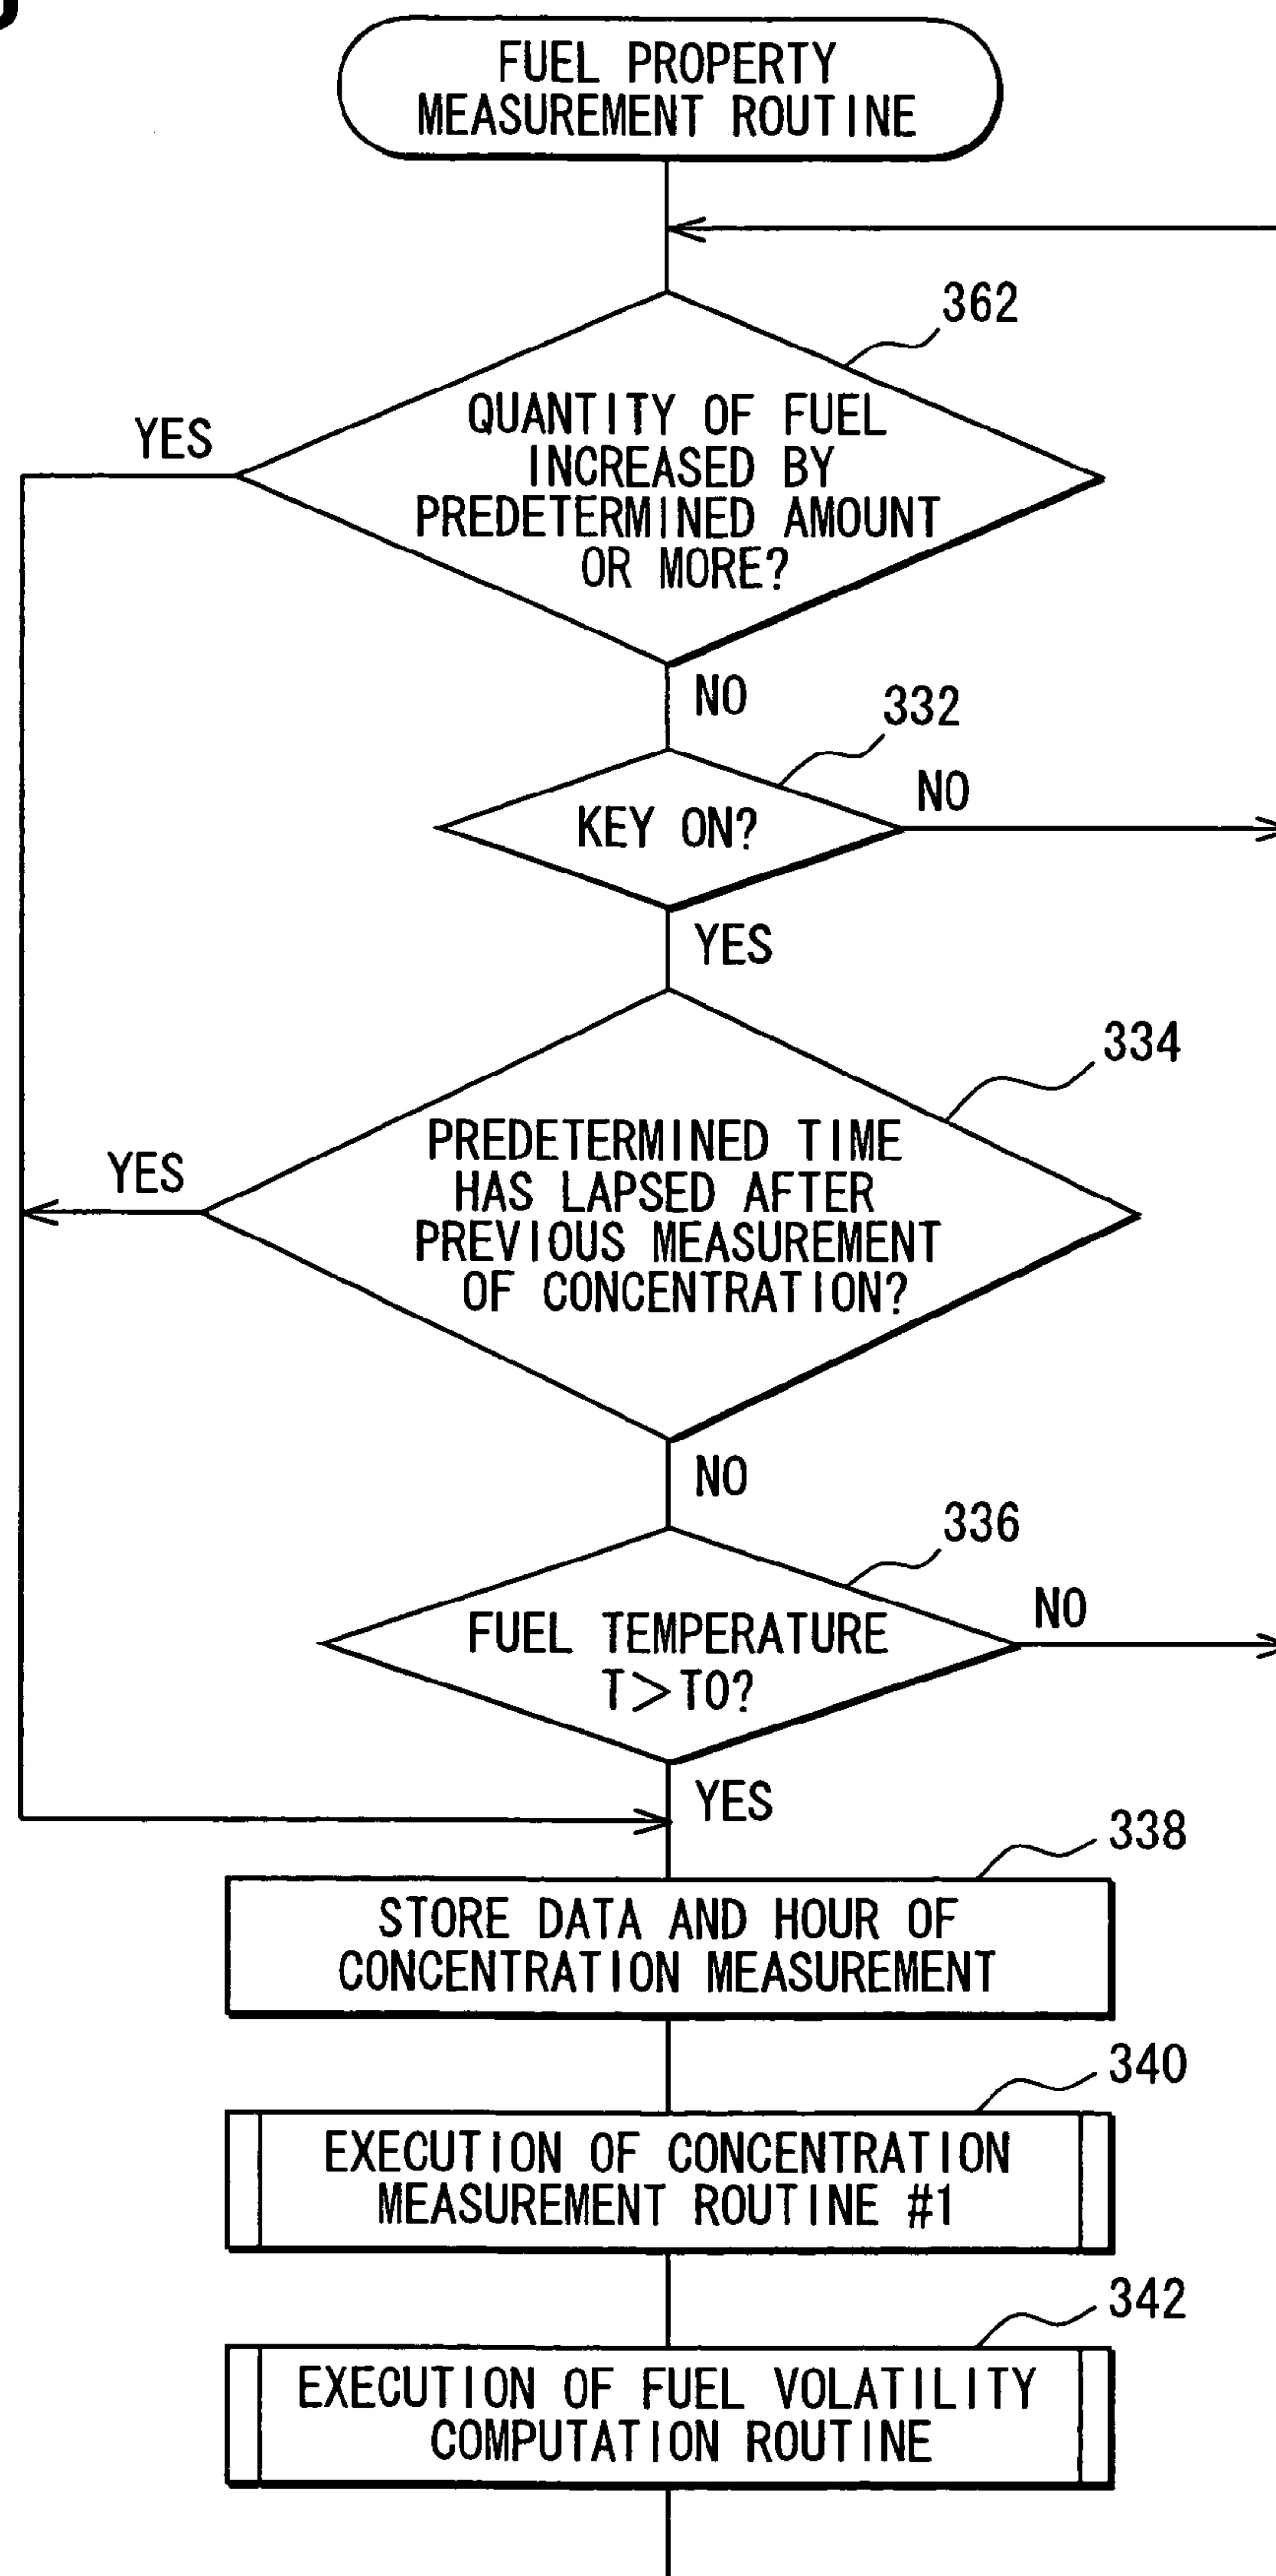 FUEL PROPERTY
MEASUREMENT ROUTINE
362
QUANTITY OF FUEL
INCREASED BY
PREDETERMINED AMOUNT
OR MORE?
YES
NO
332
KEY ON?
NO
YES
334
PREDETERMINED TIME
HAS LAPSED AFTER
PREVIOUS MEASUREMENT
OF CONCENTRATION?
YES
NO
336
FUEL TEMPERATURE
T>T0?
NO
YES
338
STORE DATA AND HOUR OF
CONCENTRATION MEASUREMENT
340
EXECUTION OF CONCENTRATION
MEASUREMENT ROUTINE #1
342
EXECUTION OF FUEL VOLATILITY
COMPUTATION ROUTINE